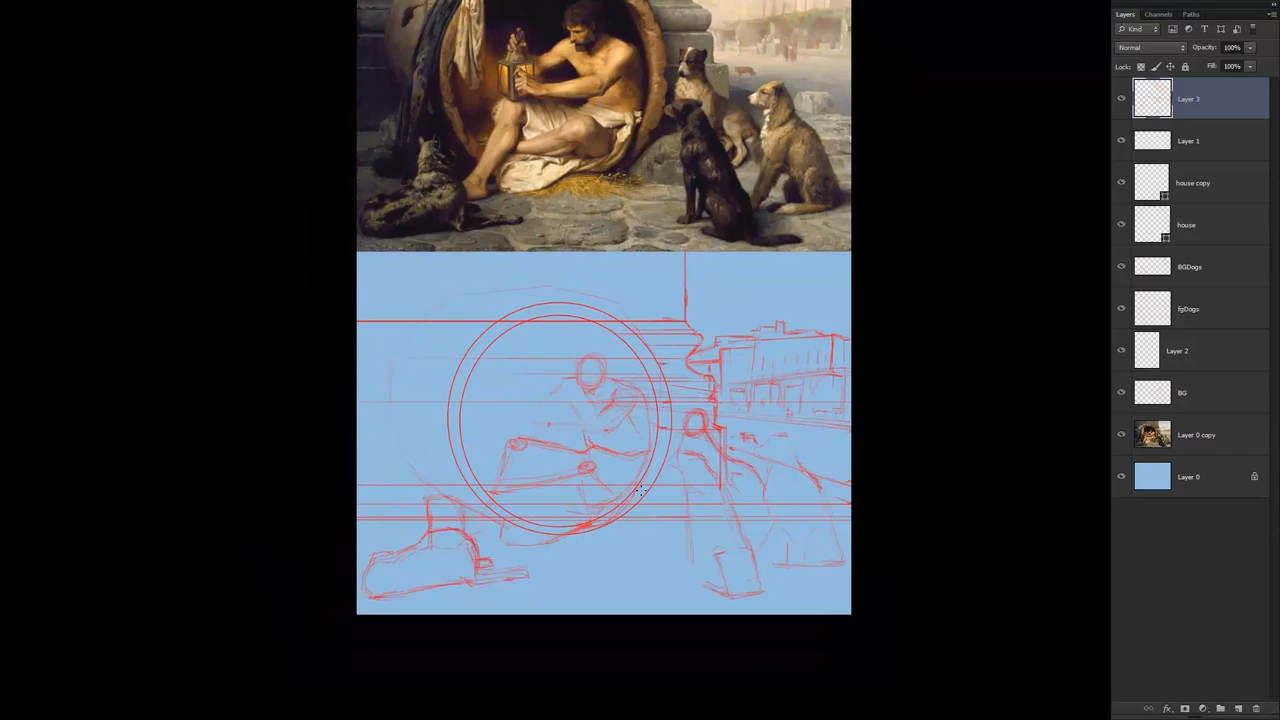 Layers Channels Paths
Kind
Normal Opacity: 100%
Lock: Fill: 100%
Layer 3
Layer 1
house copy
house
BGDogs
fgDogs
Layer 2
BG
Layer 0 copy
Layer 0
fx